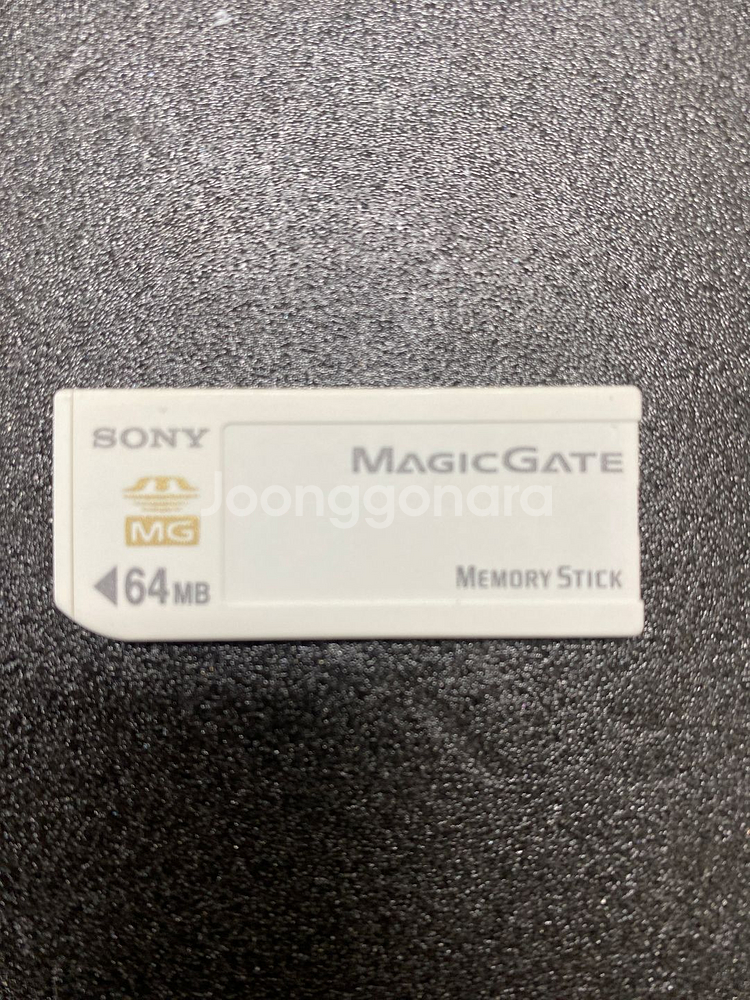 SONY
MAGICGATE
Joonggonara
MG
64MB
MEMORY STICK